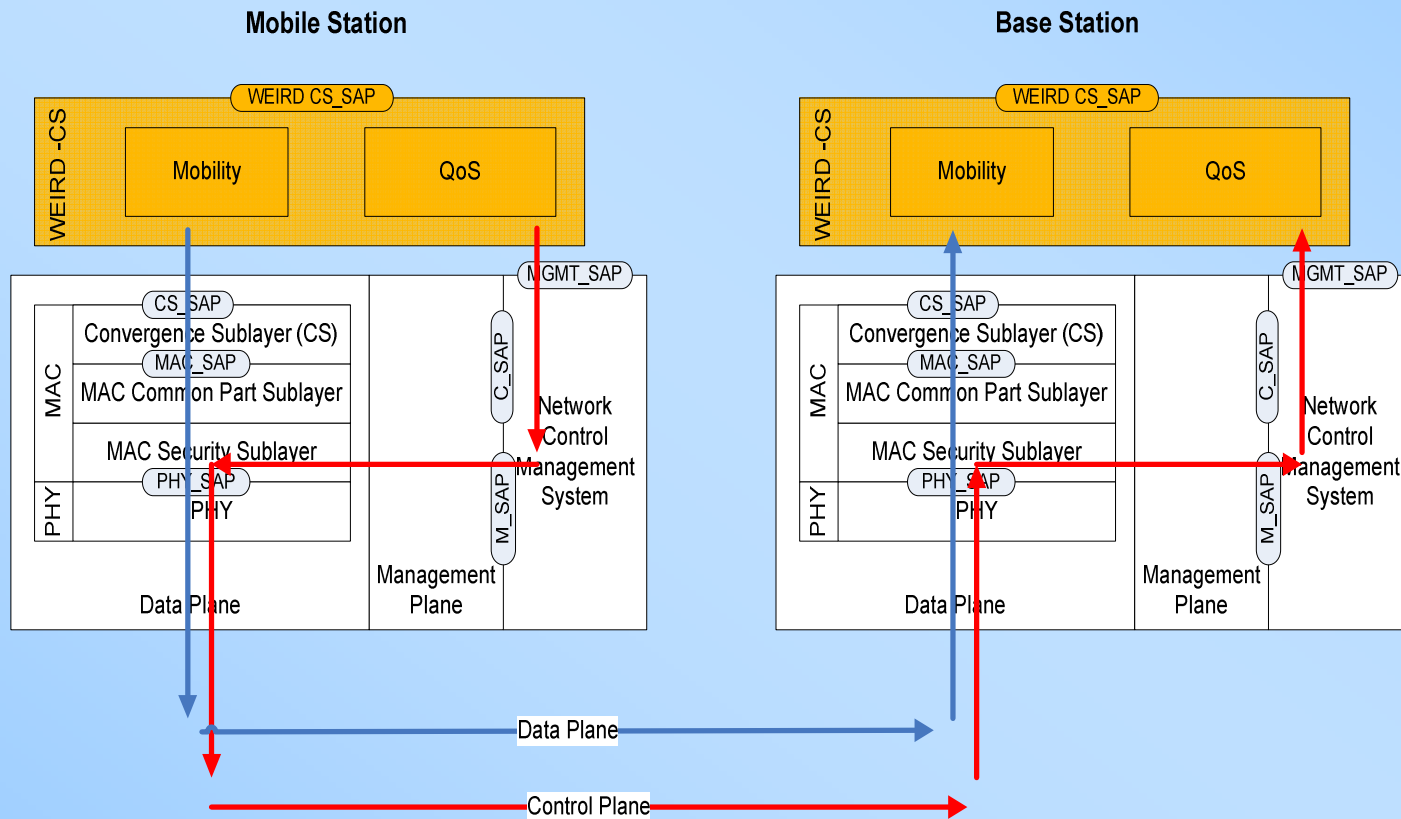 Mobile Station
WEIRD CS_SAP
WEIRD -CS
Mobility
QoS
MGMT_SAP
CS_SAP
Convergence Sublayer (CS)
MAC_SAP
MAC Common Part Sublayer
MAC Security Sublayer
PHY_SAP
PHY
MAC
PHY
C_SAP
M_SAP
Network
Control
Management
System
Management
Plane
Data Plane
Base Station
WEIRD CS_SAP
WEIRD -CS
Mobility
QoS
MGMT_SAP
CS_SAP
Convergence Sublayer (CS)
MAC_SAP
MAC Common Part Sublayer
MAC Security Sublayer
PHY_SAP
PHY
MAC
PHY
C_SAP
M_SAP
Network
Control
Management
System
Management
Plane
Data Plane
Data Plane
Control Plane